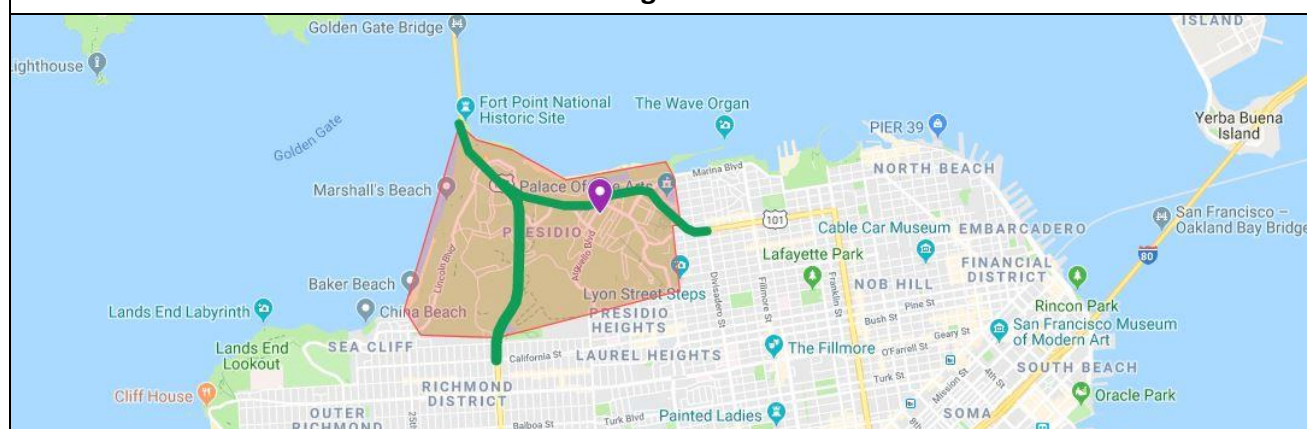 Golden Gate Bridge
ISLAND
Fort Point National
Historic Site
The Wave Organ
PIER 39
Yerba Buena
Island
Golden Gate
Marina Blvd
NORTH BEACH
Marshall's Beach
Palace Of
Arts
101
San Francisco –
Oakland Bay Bridge
PRESIDIO
Cable Car Museum
EMBARCADERO
80
Lincoln Blvd
Arguello Blvd
Lafayette Park
FINANCIAL
DISTRICT
Baker Beach
Lyon Street Steps
Divisadero St
Fillmore St
Franklin St
NOB HILL
Rincon Park
Lands End Labyrinth
China Beach
PRESIDIO
HEIGHTS
Pine St
Bush St
San Francisco Museum
of Modern Art
Lands End
Lookout
SEA CLIFF
California St
LAUREL HEIGHTS
The Fillmore
O'Farrell St
Geary St
SOUTH BEACH
Cliff House
RICHMOND
DISTRICT
Turk St
Mission St
4th St
Oracle Park
OUTER
RICHMOND
Balboa St
Turk Blvd
Painted Ladies
SOMA